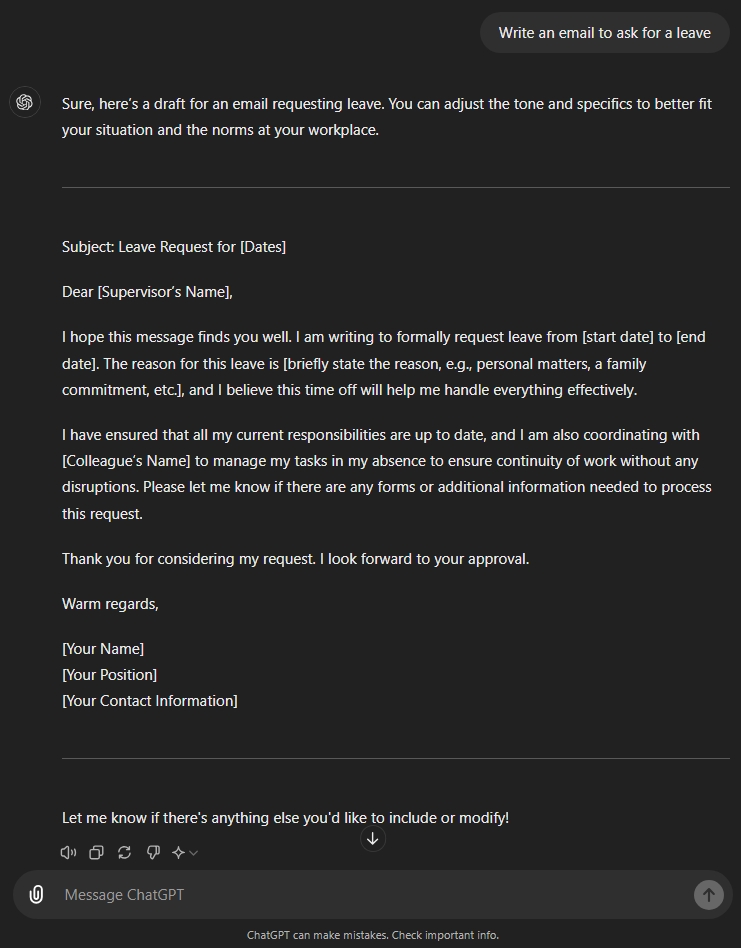 Write an email to ask for a leave
Sure, here's a draft for an email requesting leave. You can adjust the tone and specifics to better fit
your situation and the norms at your workplace.
Subject: Leave Request for [Dates]
Dear [Supervisor's Name],
I hope this message finds you well. I am writing to formally request leave from [start date] to [end
date]. The reason for this leave is [briefly state the reason, e.g., personal matters, a family
commitment, etc.], and I believe this time off will help me handle everything effectively.
I have ensured that all my current responsibilities are up to date, and I am also coordinating with
[Colleague's Name] to manage my tasks in my absence to ensure continuity of work without any
disruptions. Please let me know if there are any forms or additional information needed to process
this request.
Thank you for considering my request. I look forward to your approval.
Warm regards,
[Your Name]
[Your Position]
[Your Contact Information]
Let me know if there's anything else you'd like to include or modify!
Message ChatGPT
ChatGPT can make mistakes. Check important info.